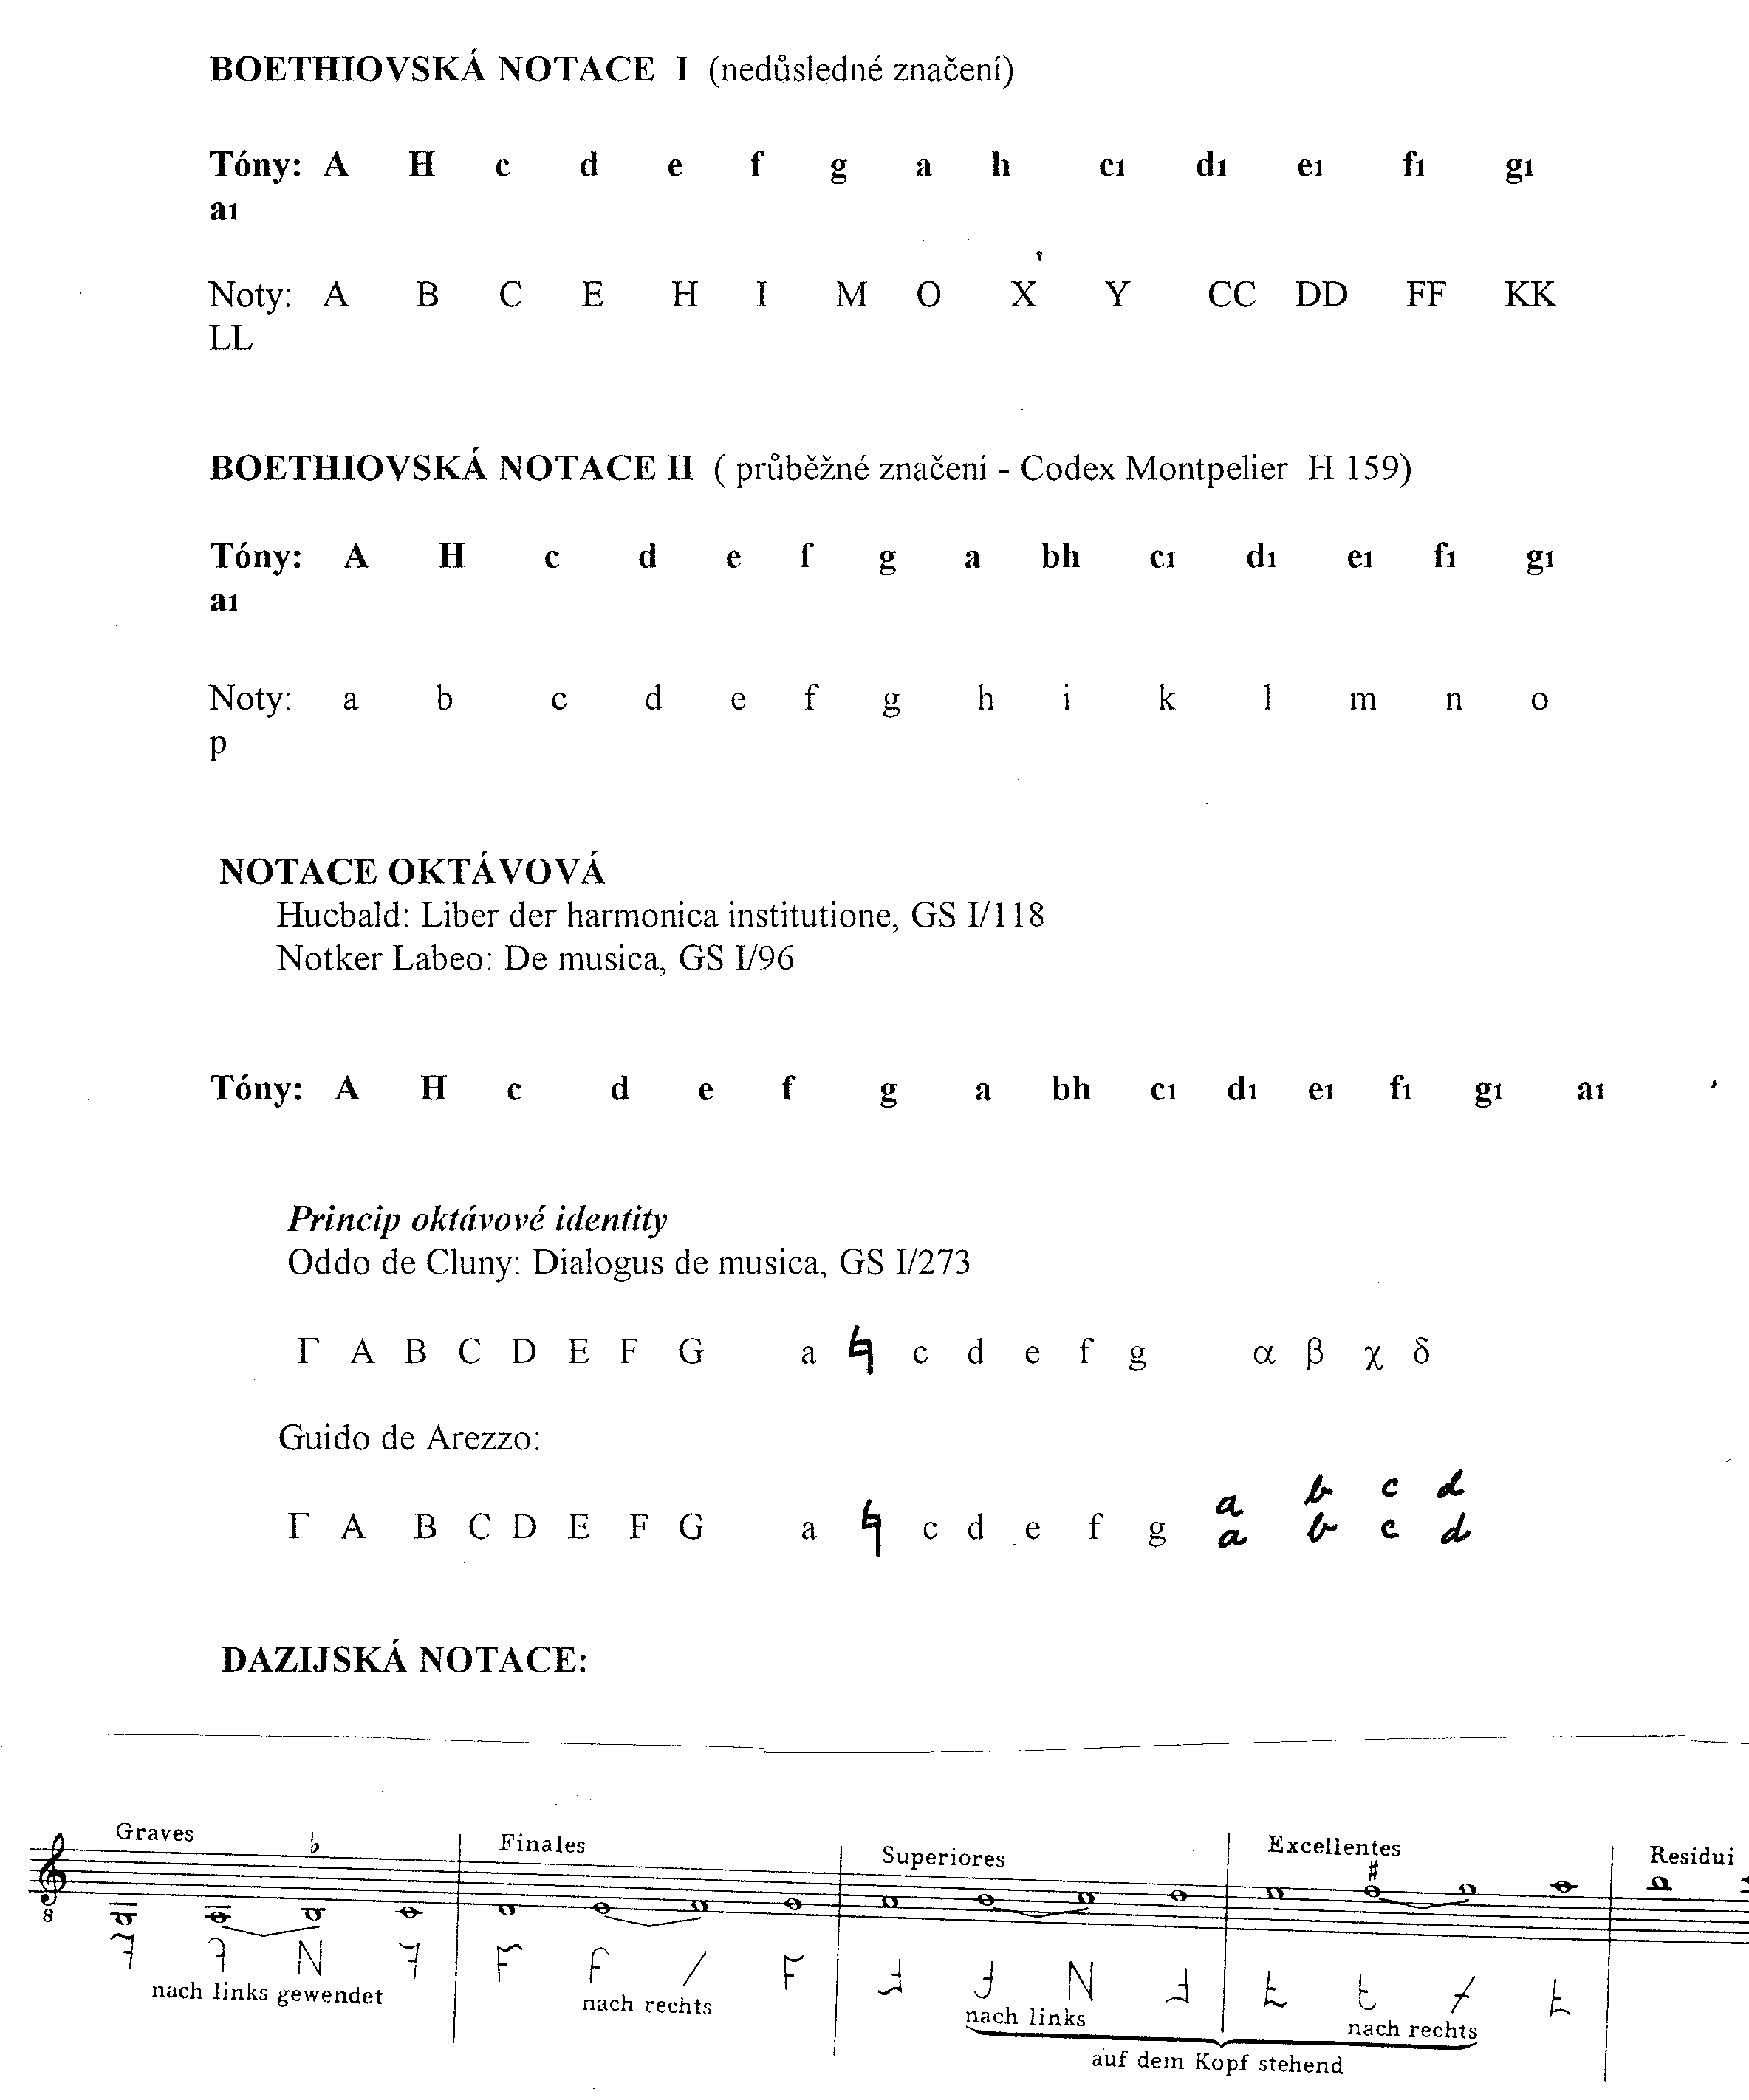 BOETHIOVSKÁ NOTACE I (nedůsledné značení)
Tóny: A H c d e f g a h c1 d1 e1 f1 g1
a1
Noty: A B C E H I M O X Y CC DD FF KK
LL
BOETHIOVSKÁ NOTACE II ( průběžné značení - Codex Montpelier H 159)
Tóny: A H c d e f g a bh c1 d1 e1 f1 g1
a1
Noty: a b c d e f g h i k l m n o
p
NOTACE OKTÁVOVÁ
Hucbald: Liber der harmonica institutione, GS I/118
Notker Labeo: De musica, GS I/96
Tóny: A H c d e f g a bh c1 d1 e1 f1 g1 a1
Princip oktávové identity
Oddo de Cluny: Dialogus de musica, GS I/273
Γ A B C D E F G a ♮ c d e f g α β χ δ
Guido de Arezzo:
a b c d
Γ A B C D E F G a ♮ c d e f g a b c d
DAZIJSKÁ NOTACE:
Graves ♭ Finales Superiores Excellentes ♯ Residui
8
nach links gewendet nach rechts nach links nach rechts
auf dem Kopf stehend